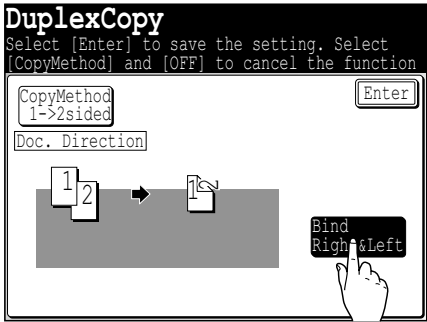 DuplexCopy
Select [Enter] to save the setting. Select
[CopyMethod] and [OFF] to cancel the function
CopyMethod
1->2sided
Enter
Doc. Direction
1
2
1
2
Bind
Right&Left